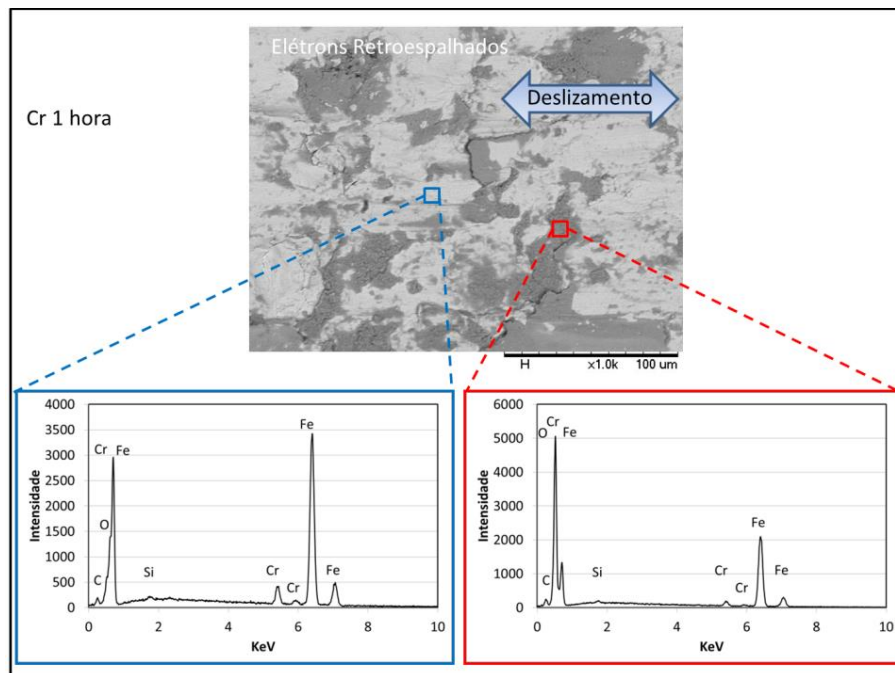 Elétrons Retroespalhados
Deslizamento
Cr 1 hora
H x1.0k 100 um
4000
3500
3000
2500
2000
1500
1000
500
0
Intensidade
Cr Fe
O
C
Si
Cr
Cr
Fe
Fe
0 2 4 6 8 10
KeV
6000
5000
4000
3000
2000
1000
0
Intensidade
Cr
O Fe
C
Si
Cr
Cr
Fe
Fe
0 2 4 6 8 10
KeV